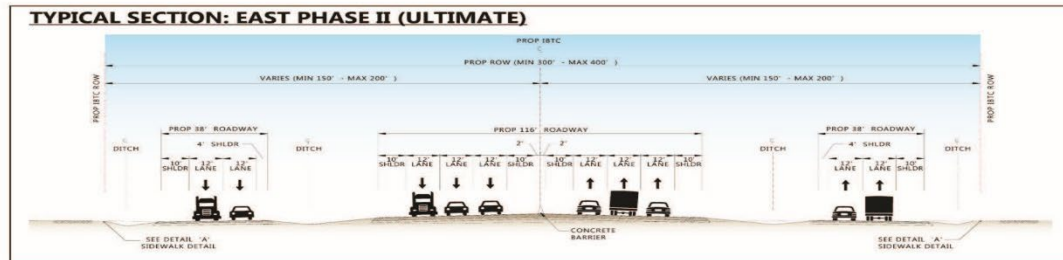 TYPICAL SECTION: EAST PHASE II (ULTIMATE)
PROP IBTC
℄
PROP ROW (MIN 300' - MAX 400')
VARIES (MIN 150' - MAX 200')
VARIES (MIN 150' - MAX 200')
PROP IBTC ROW
PROP IBTC ROW
PROP 38' ROADWAY
4' SHLDR
10' SHLDR
12' LANE
12' LANE
DITCH
DITCH
PROP 116' ROADWAY
2'
2'
10' SHLDR
12' LANE
12' LANE
12' LANE
10' SHLDR
10' SHLDR
12' LANE
12' LANE
12' LANE
10' SHLDR
DITCH
PROP 38' ROADWAY
4' SHLDR
12' LANE
12' LANE
10' SHLDR
DITCH
SEE DETAIL 'A'
SIDEWALK DETAIL
CONCRETE
BARRIER
SEE DETAIL 'A'
SIDEWALK DETAIL